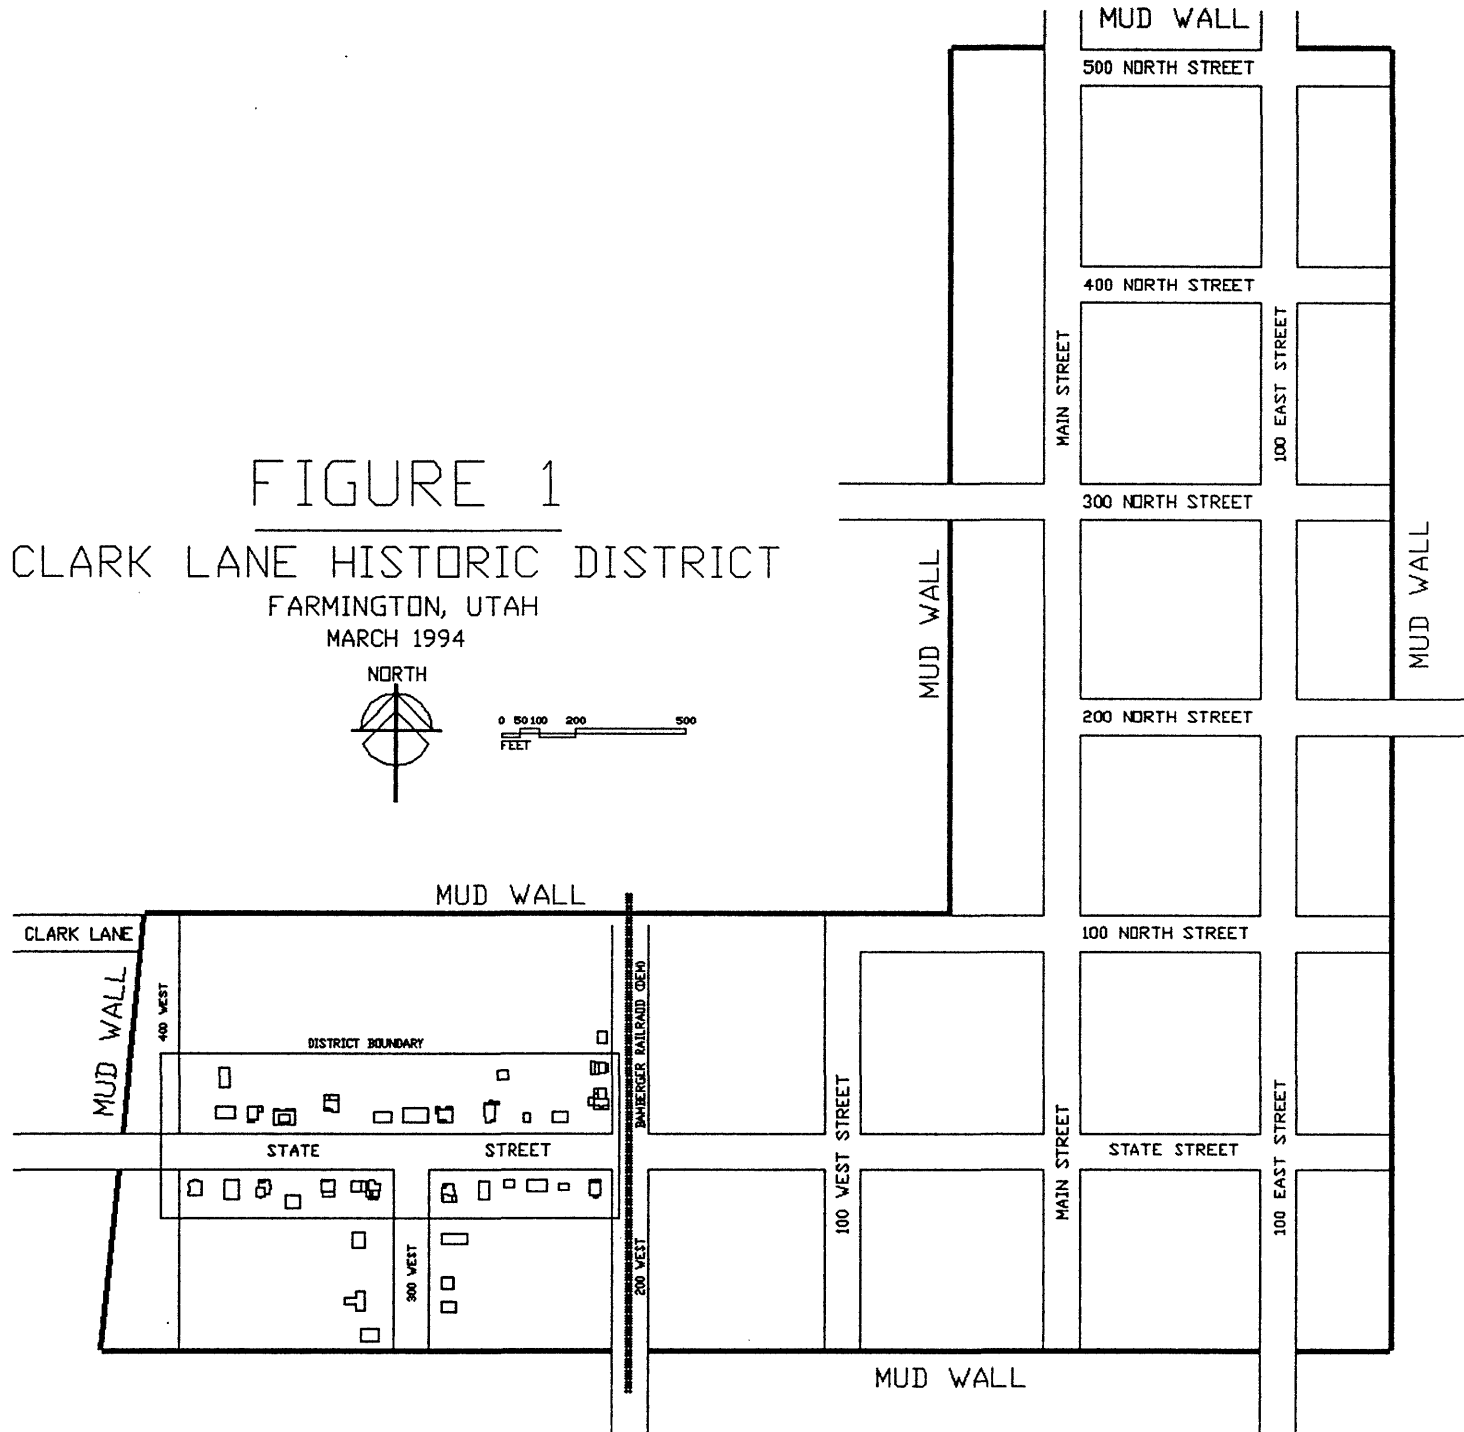 MUD WALL
500 NORTH STREET
400 NORTH STREET
MAIN STREET
100 EAST STREET
FIGURE 1
CLARK LANE HISTORIC DISTRICT
FARMINGTON, UTAH
MARCH 1994
NORTH
0 50 100 200 500
FEET
300 NORTH STREET
MUD WALL
MUD WALL
200 NORTH STREET
MUD WALL
CLARK LANE
100 NORTH STREET
MUD WALL
400 WEST
DISTRICT BOUNDARY
BAMBERGER RAILRAOD (DEM)
STATE STREET
100 WEST STREET
MAIN STREET
STATE STREET
100 EAST STREET
300 WEST
200 WEST
MUD WALL